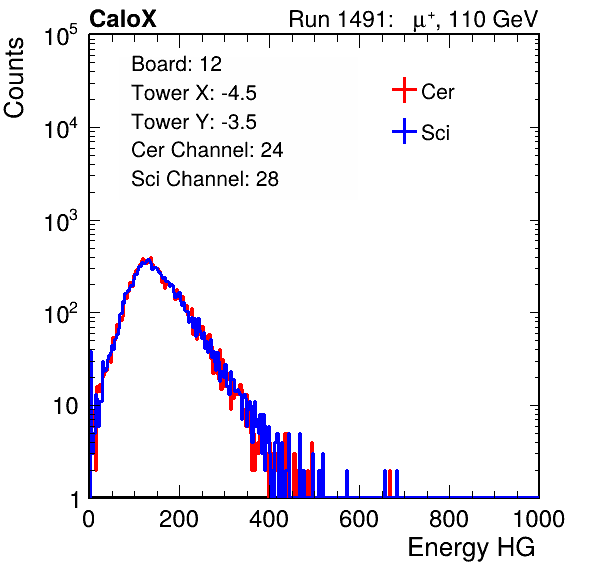 CaloX Run 1491: μ⁺, 110 GeV
Counts
Board: 12
Tower X: -4.5
Tower Y: -3.5
Cer Channel: 24
Sci Channel: 28
Cer
Sci
10⁵
10⁴
10³
10²
10
1
0 200 400 600 800 1000
Energy HG